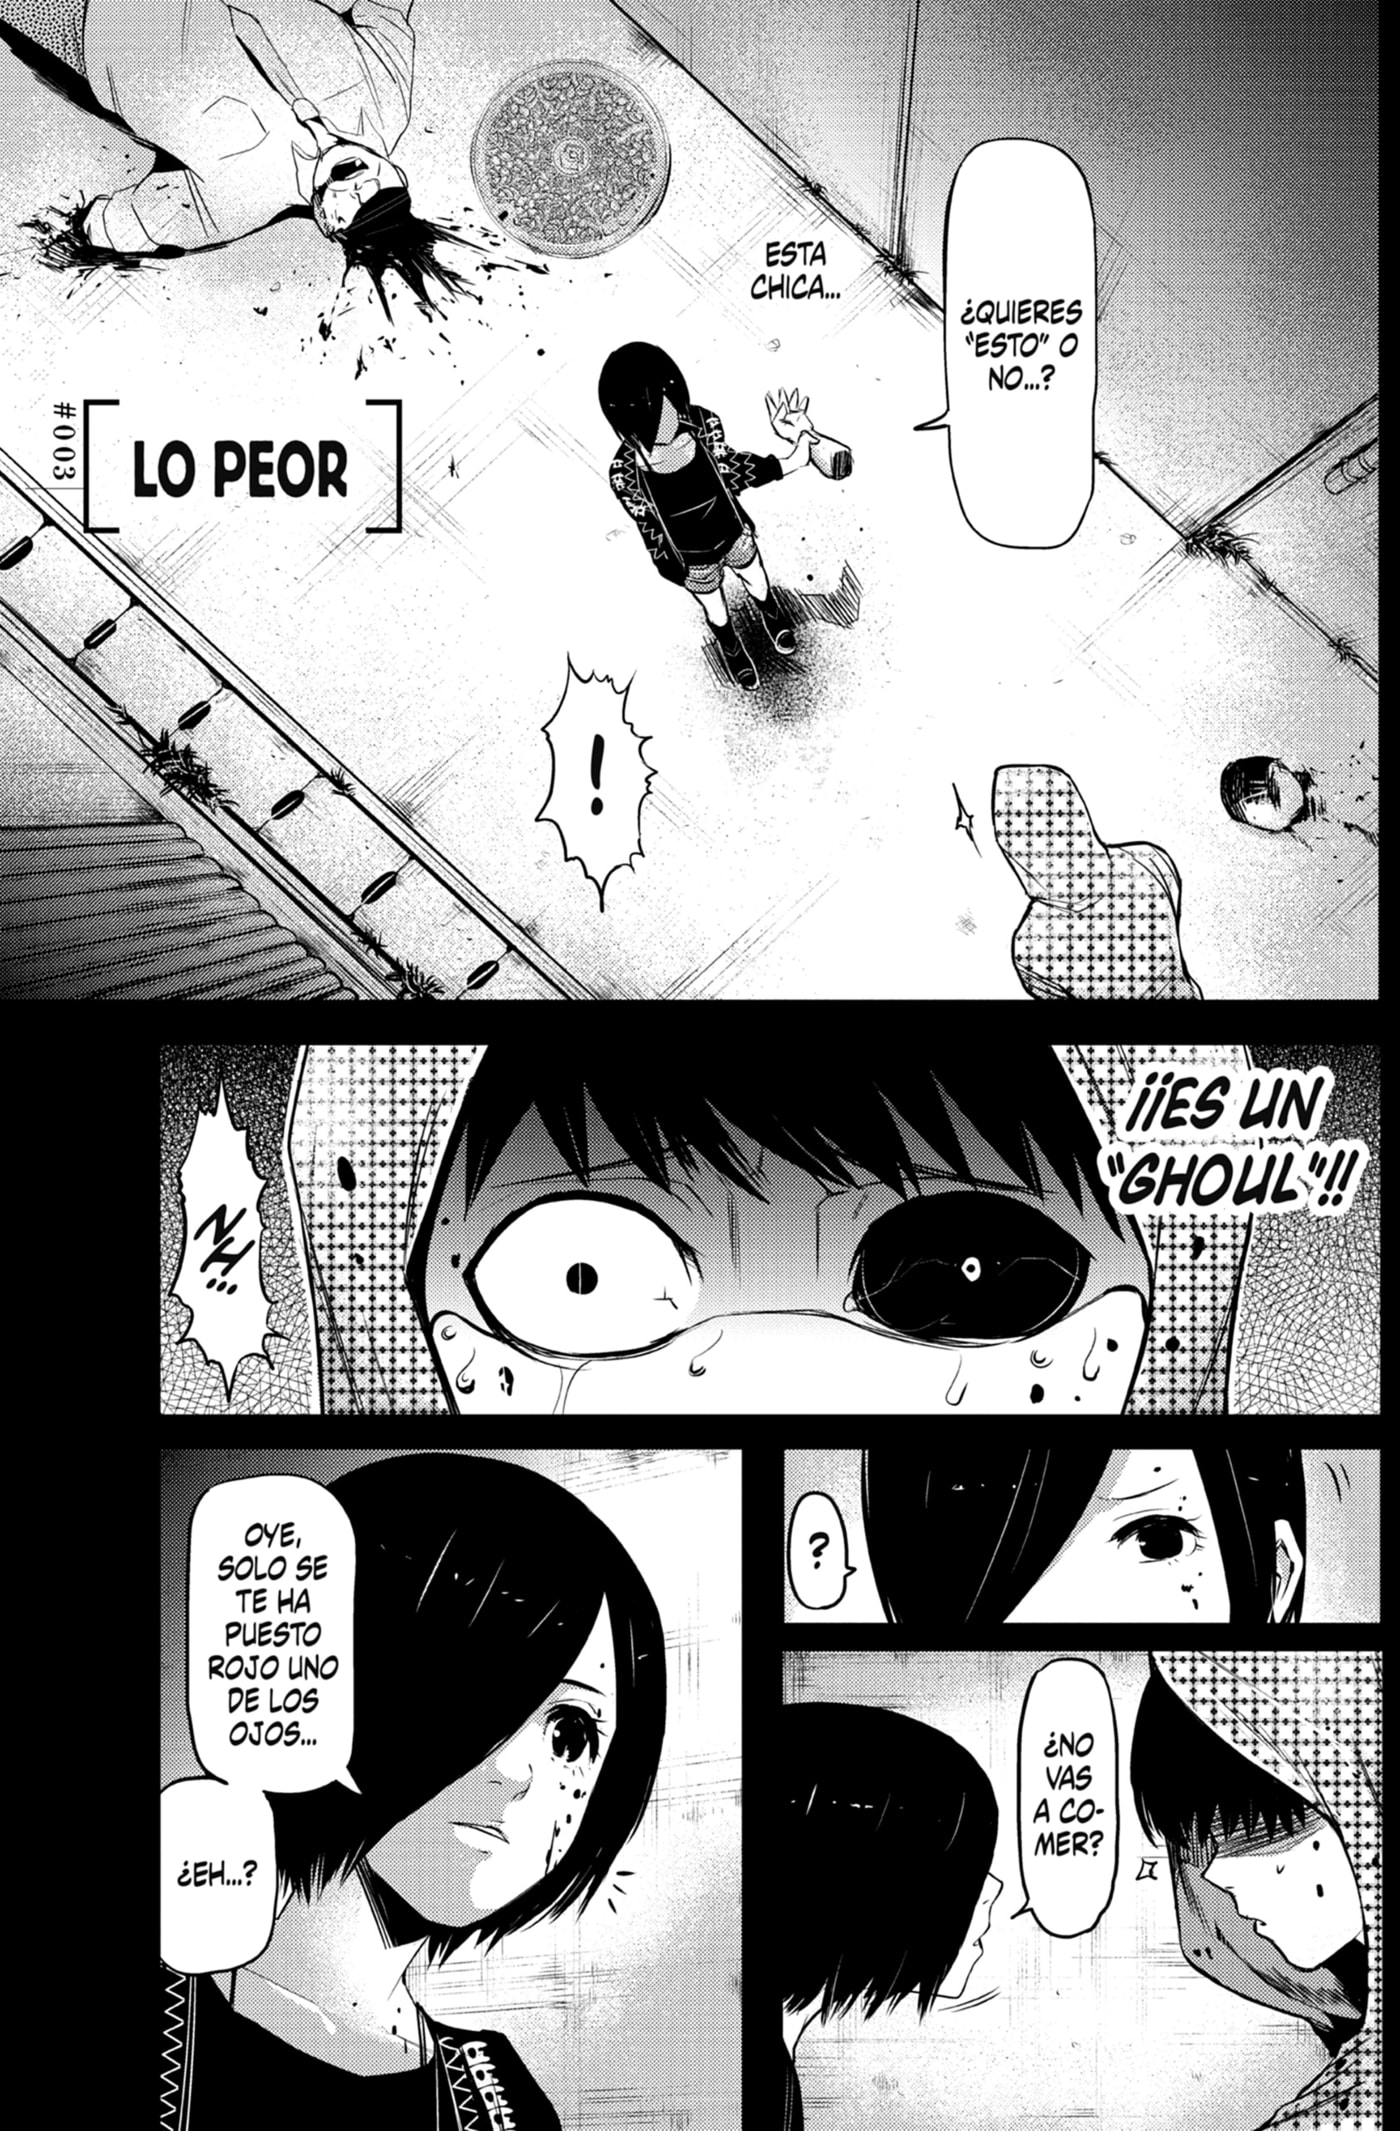 ¿QUIERES
"ESTO" O
NO...?
ESTA
CHICA...
#003
LO PEOR
!
¡¡ES UN
"GHOUL"!!
NH...
?
¿NO
VAS
A CO-
MER?
OYE,
SOLO SE
TE HA
PUESTO
ROJO UNO
DE LOS
OJOS...
¿EH...?